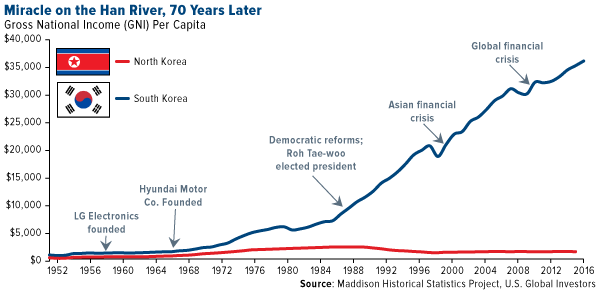 Miracle on the Han River, 70 Years Later
Gross National Income (GNI) Per Capita
$40,000
$35,000
$30,000
$25,000
$20,000
$15,000
$10,000
$5,000
$0
North Korea
South Korea
LG Electronics
founded
Hyundai Motor
Co. Founded
Democratic reforms;
Roh Tae-woo
elected president
Asian financial
crisis
Global financial
crisis
1952 1956 1960 1964 1968 1972 1976 1980 1984 1988 1992 1996 2000 2004 2008 2012 2016
Source: Maddison Historical Statistics Project, U.S. Global Investors